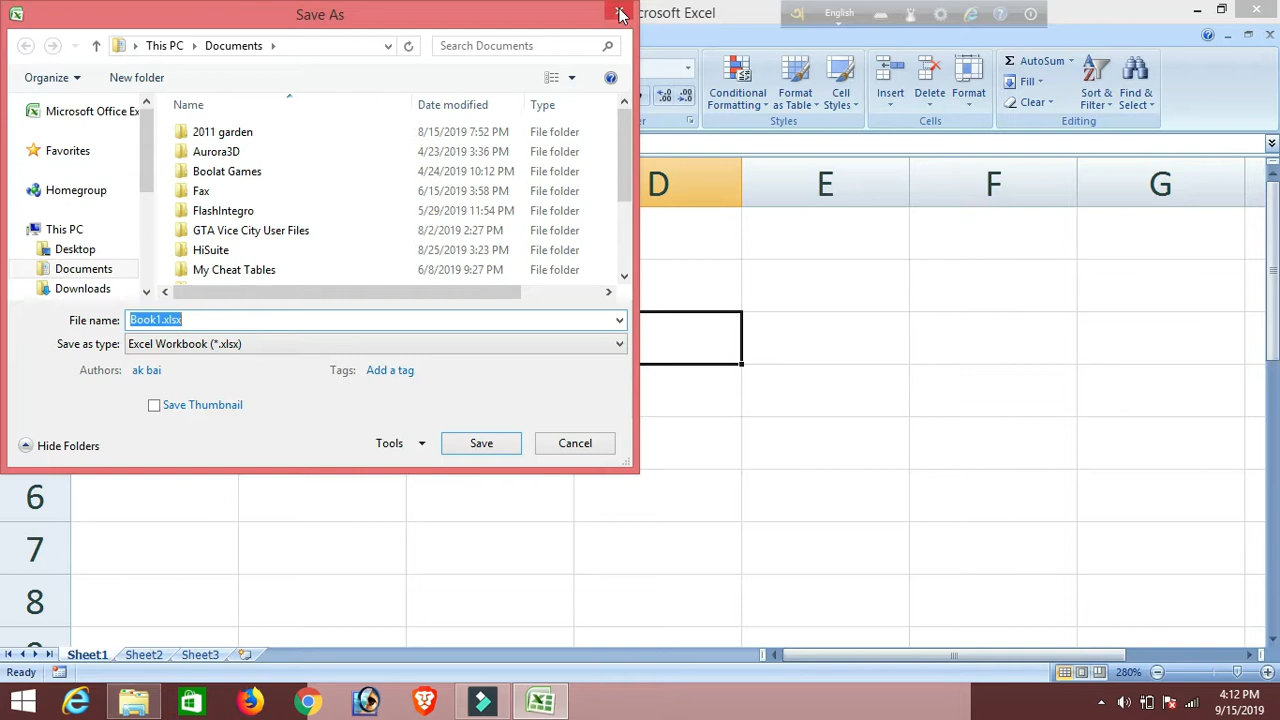 Save As
crosoft Excel
English
This PC
Documents
Search Documents
Organize
New folder
Name
Date modified
Type
Microsoft Office Ex
Favorites
Homegroup
This PC
Desktop
Documents
Downloads
2011 garden 8/15/2019 7:52 PM File folder
Aurora3D 4/23/2019 3:36 PM File folder
Boolat Games 4/24/2019 10:12 PM File folder
Fax 6/15/2019 3:58 PM File folder
FlashIntegro 5/29/2019 11:54 PM File folder
GTA Vice City User Files 8/2/2019 2:27 PM File folder
HiSuite 8/25/2019 3:23 PM File folder
My Cheat Tables 6/8/2019 9:27 PM File folder
File name: Book1.xlsx
Save as type: Excel Workbook (*.xlsx)
Authors: ak bai
Tags: Add a tag
Save Thumbnail
Hide Folders
Tools
Save
Cancel
Conditional Formatting
Format as Table
Cell Styles
Styles
Insert
Delete
Format
Cells
AutoSum
Fill
Clear
Sort & Filter
Find & Select
Editing
D E F G
6
7
8
Sheet1 Sheet2 Sheet3
Ready
280%
4:12 PM
9/15/2019